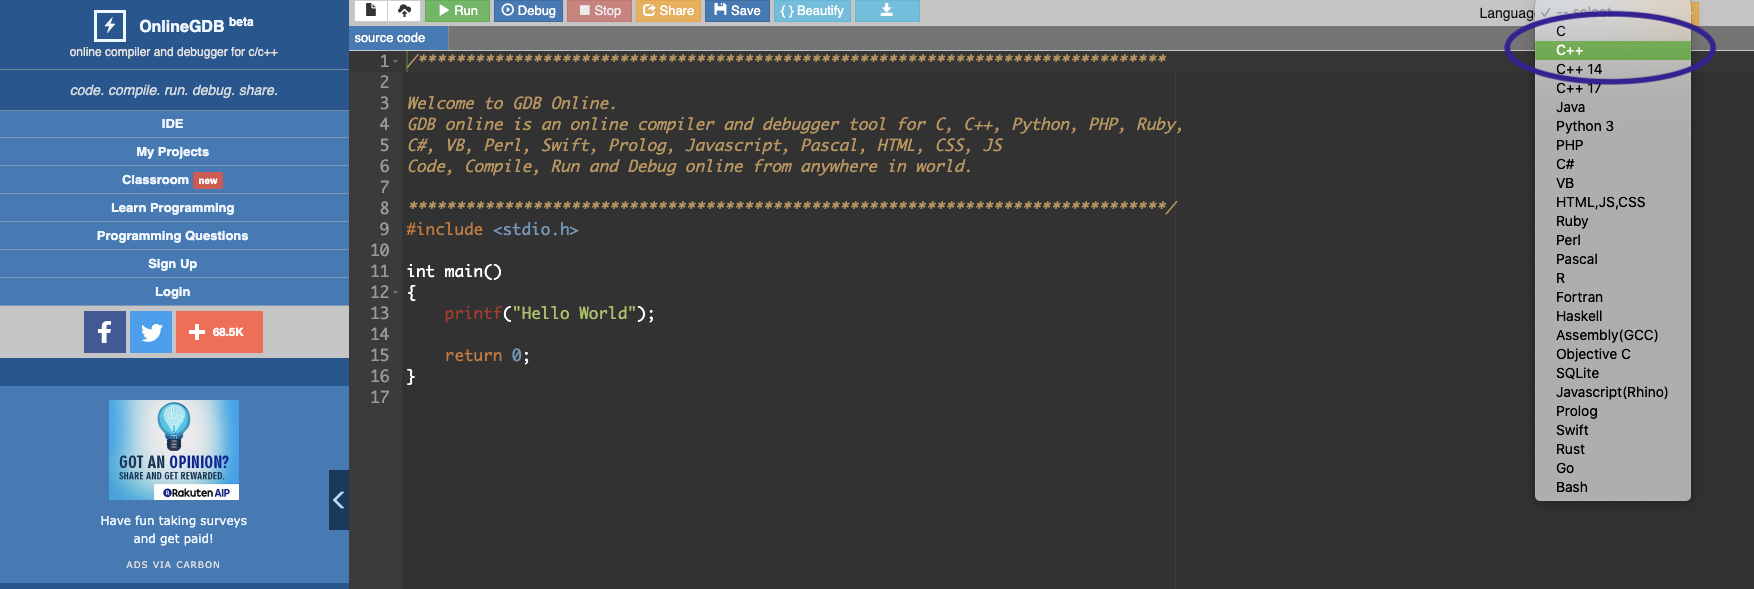 OnlineGDB beta
online compiler and debugger for c/c++
code. compile. run. debug. share.
IDE
My Projects
Classroom new
Learn Programming
Programming Questions
Sign Up
Login
68.5K
GOT AN OPINION?
SHARE AND GET REWARDED.
Rakuten AIP
Have fun taking surveys
and get paid!
ADS VIA CARBON
Run Debug Stop Share Save { } Beautify
source code
1 /******************************************************************************
2
3 Welcome to GDB Online.
4 GDB online is an online compiler and debugger tool for C, C++, Python, PHP, Ruby,
5 C#, VB, Perl, Swift, Prolog, Javascript, Pascal, HTML, CSS, JS
6 Code, Compile, Run and Debug online from anywhere in world.
7
8 *******************************************************************************/
9 #include <stdio.h>
10
11 int main()
12 {
13 printf("Hello World");
14
15 return 0;
16 }
17
Languag ✓ -- select
C
C++
C++ 14
C++ 17
Java
Python 3
PHP
C#
VB
HTML,JS,CSS
Ruby
Perl
Pascal
R
Fortran
Haskell
Assembly(GCC)
Objective C
SQLite
Javascript(Rhino)
Prolog
Swift
Rust
Go
Bash